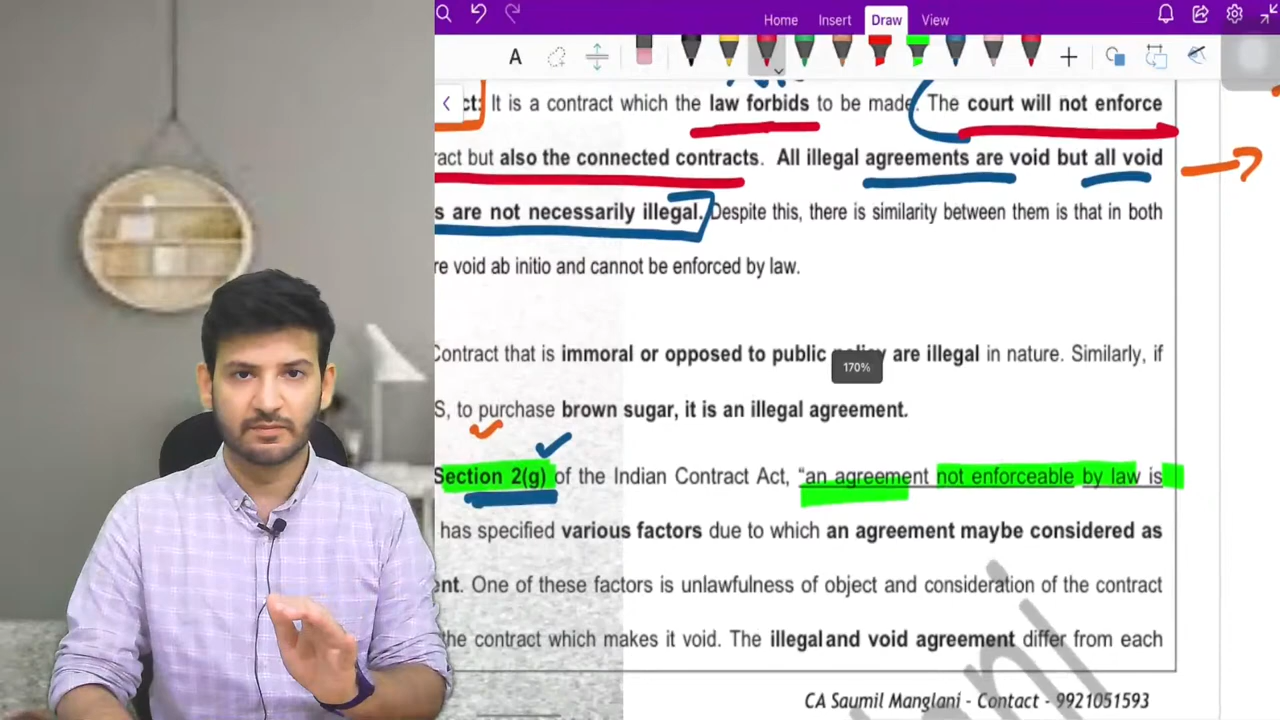 Home Insert Draw View
A
ct: It is a contract which the law forbids to be made. The court will not enforce
ract but also the connected contracts. All illegal agreements are void but all void
s are not necessarily illegal. Despite this, there is similarity between them is that in both
re void ab initio and cannot be enforced by law.
Contract that is immoral or opposed to public policy are illegal in nature. Similarly, if
170%
S, to purchase brown sugar, it is an illegal agreement.
Section 2(g) of the Indian Contract Act, “an agreement not enforceable by law is
has specified various factors due to which an agreement maybe considered as
ent. One of these factors is unlawfulness of object and consideration of the contract
the contract which makes it void. The illegal and void agreement differ from each
CA Saumil Manglani - Contact - 9921051593